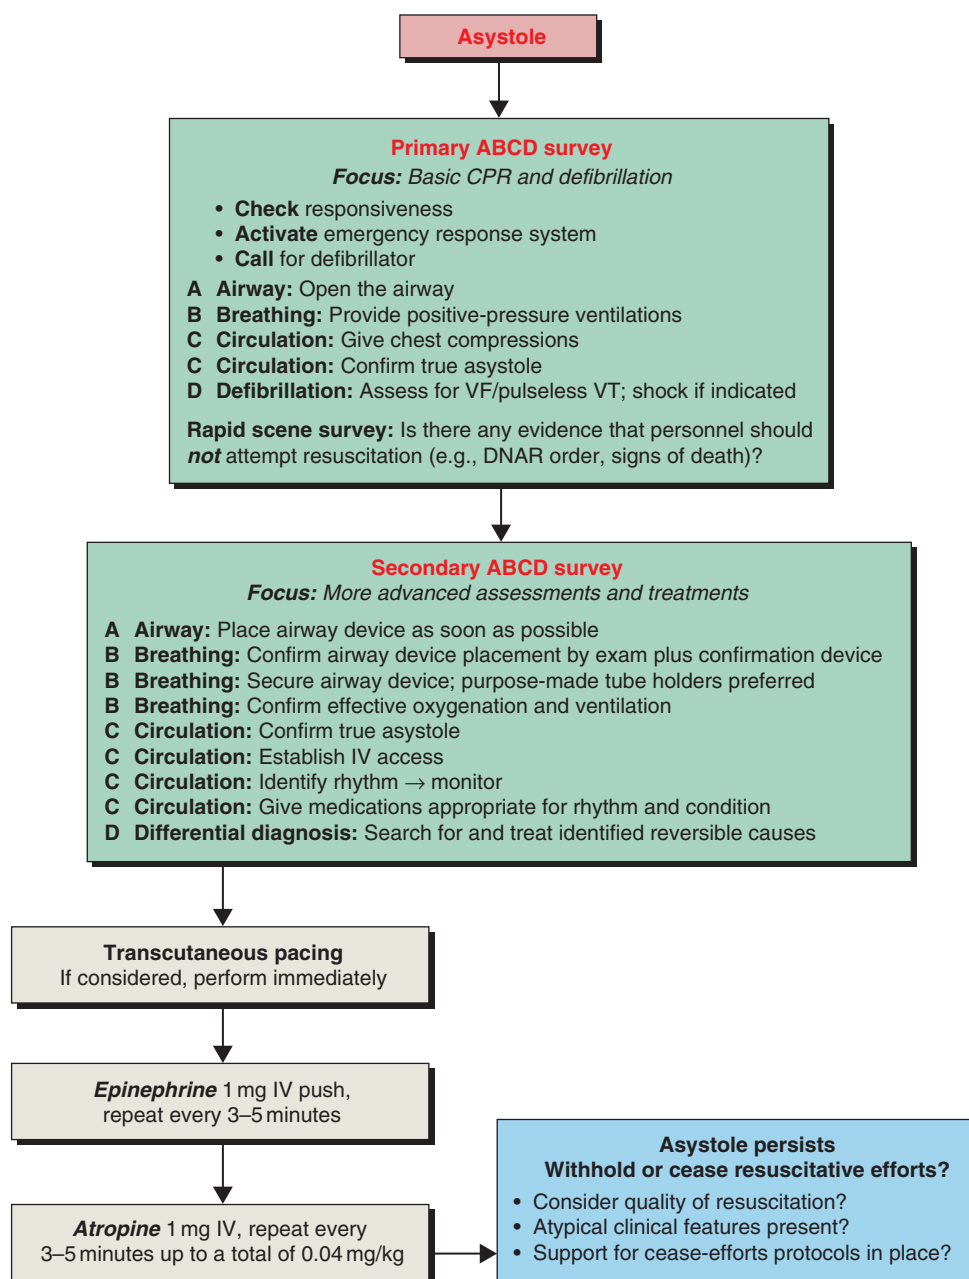 Asystole
Primary ABCD survey
Focus: Basic CPR and defibrillation
• Check responsiveness
• Activate emergency response system
• Call for defibrillator
A Airway: Open the airway
B Breathing: Provide positive-pressure ventilations
C Circulation: Give chest compressions
C Circulation: Confirm true asystole
D Defibrillation: Assess for VF/pulseless VT; shock if indicated
Rapid scene survey: Is there any evidence that personnel should
not attempt resuscitation (e.g., DNAR order, signs of death)?
Secondary ABCD survey
Focus: More advanced assessments and treatments
A Airway: Place airway device as soon as possible
B Breathing: Confirm airway device placement by exam plus confirmation device
B Breathing: Secure airway device; purpose-made tube holders preferred
B Breathing: Confirm effective oxygenation and ventilation
C Circulation: Confirm true asystole
C Circulation: Establish IV access
C Circulation: Identify rhythm → monitor
C Circulation: Give medications appropriate for rhythm and condition
D Differential diagnosis: Search for and treat identified reversible causes
Transcutaneous pacing
If considered, perform immediately
Epinephrine 1 mg IV push,
repeat every 3–5 minutes
Atropine 1 mg IV, repeat every
3–5 minutes up to a total of 0.04 mg/kg
Asystole persists
Withhold or cease resuscitative efforts?
• Consider quality of resuscitation?
• Atypical clinical features present?
• Support for cease-efforts protocols in place?